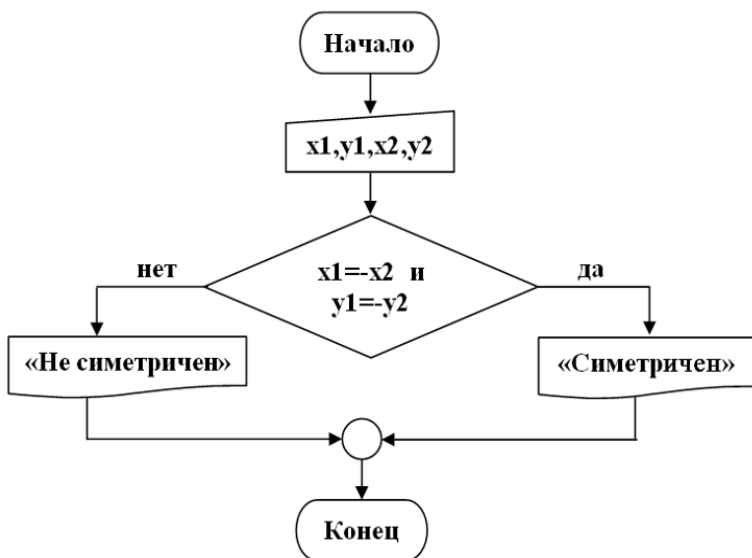 Начало
x1,y1,x2,y2
нет
да
x1=-x2 и
y1=-y2
«Не симетричен»
«Симетричен»
Конец